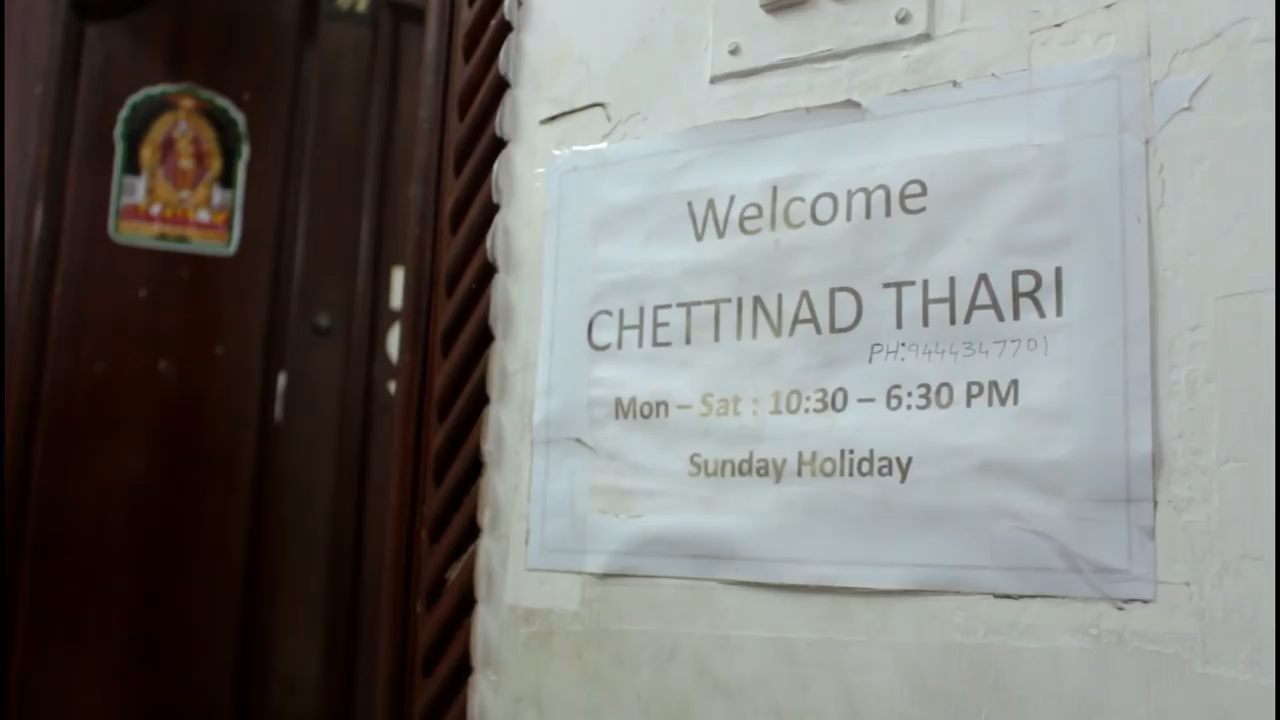 Welcome
CHETTINAD THARI
PH:9444347701
Mon – Sat : 10:30 – 6:30 PM
Sunday Holiday